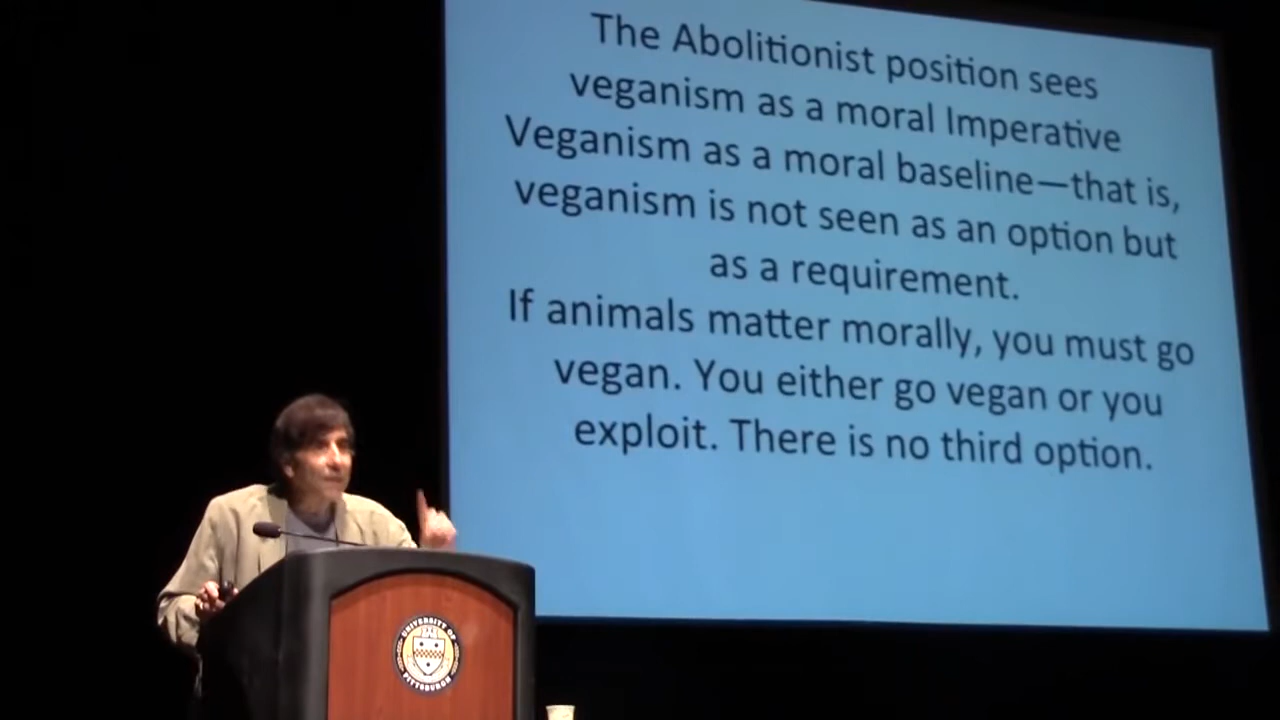 The Abolitionist position sees
veganism as a moral Imperative
Veganism as a moral baseline—that is,
veganism is not seen as an option but
as a requirement.
If animals matter morally, you must go
vegan. You either go vegan or you
exploit. There is no third option.
UNIVERSITY OF
PITTSBURGH